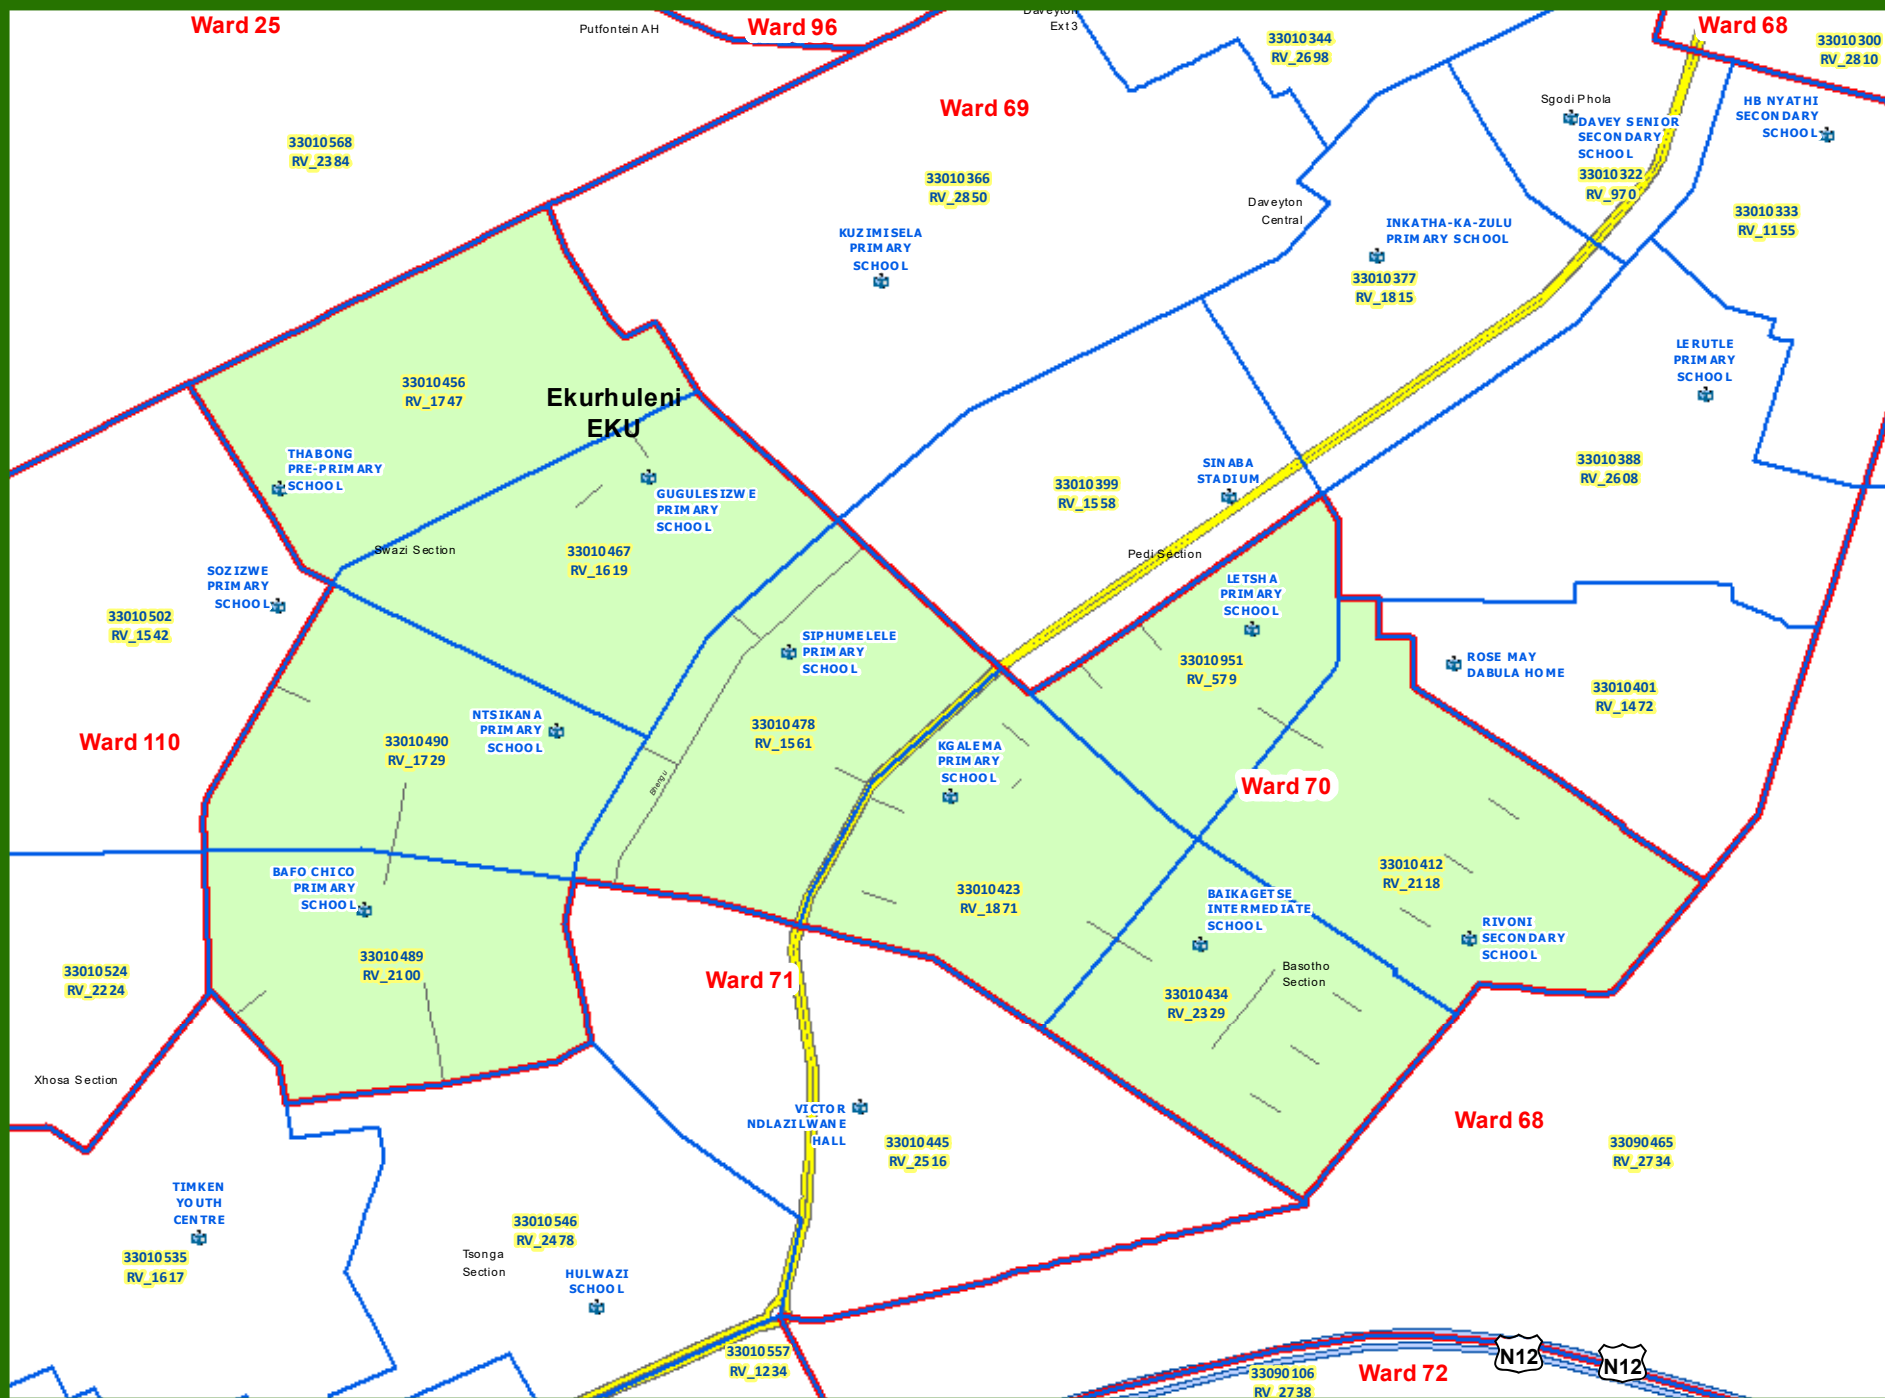 Ward 25
Putfontein AH
Ward 96
Daveyton
Ext 3
33010344
RV_2698
Ward 68
33010300
RV_2810
33010568
RV_2384
Ward 69
Sgodi Phola
DAVEY SENIOR
SECONDARY
SCHOOL
HB NYATHI
SECONDARY
SCHOOL
33010366
RV_2850
33010322
RV_970
Daveyton
Central
33010333
RV_1155
KUZIMISELA
PRIMARY
SCHOOL
INKATHA-KA-ZULU
PRIMARY SCHOOL
33010377
RV_1815
LERUTLE
PRIMARY
SCHOOL
33010456
RV_1747
Ekurhuleni
EKU
THABONG
PRE-PRIMARY
SCHOOL
GUGULESIZWE
PRIMARY
SCHOOL
33010399
RV_1558
SINABA
STADIUM
33010388
RV_2608
Swazi Section
33010467
RV_1619
Pedi Section
SOZIZWE
PRIMARY
SCHOOL
LETSHA
PRIMARY
SCHOOL
33010502
RV_1542
SIPHUMELELE
PRIMARY
SCHOOL
33010951
RV_579
ROSE MAY
DABULA HOME
33010401
RV_1472
NTSIKANA
PRIMARY
SCHOOL
33010478
RV_1561
Ward 110
33010490
RV_1729
KGALEMA
PRIMARY
SCHOOL
Bhengu
Ward 70
BAFO CHICO
PRIMARY
SCHOOL
33010423
RV_1871
33010412
RV_2118
BAIKAGETSE
INTERMEDIATE
SCHOOL
RIVONI
SECONDARY
SCHOOL
33010524
RV_2224
33010489
RV_2100
Ward 71
Basotho
Section
33010434
RV_2329
Xhosa Section
VICTOR
NDLAZILWANE
HALL
33010445
RV_2516
Ward 68
33090465
RV_2734
TIMKEN
YOUTH
CENTRE
33010535
RV_1617
33010546
RV_2478
Tsonga
Section
HULWAZI
SCHOOL
33010557
RV_1234
33090106
RV_2738
Ward 72
N12
N12